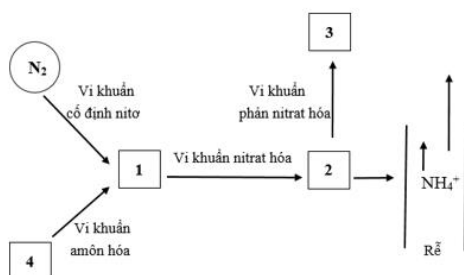 3
N₂
Vi khuẩn
cố định nitơ
Vi khuẩn
phản nitrat hóa
1
Vi khuẩn nitrat hóa
2
NH₄⁺
Vi khuẩn
amôn hóa
4
Rễ